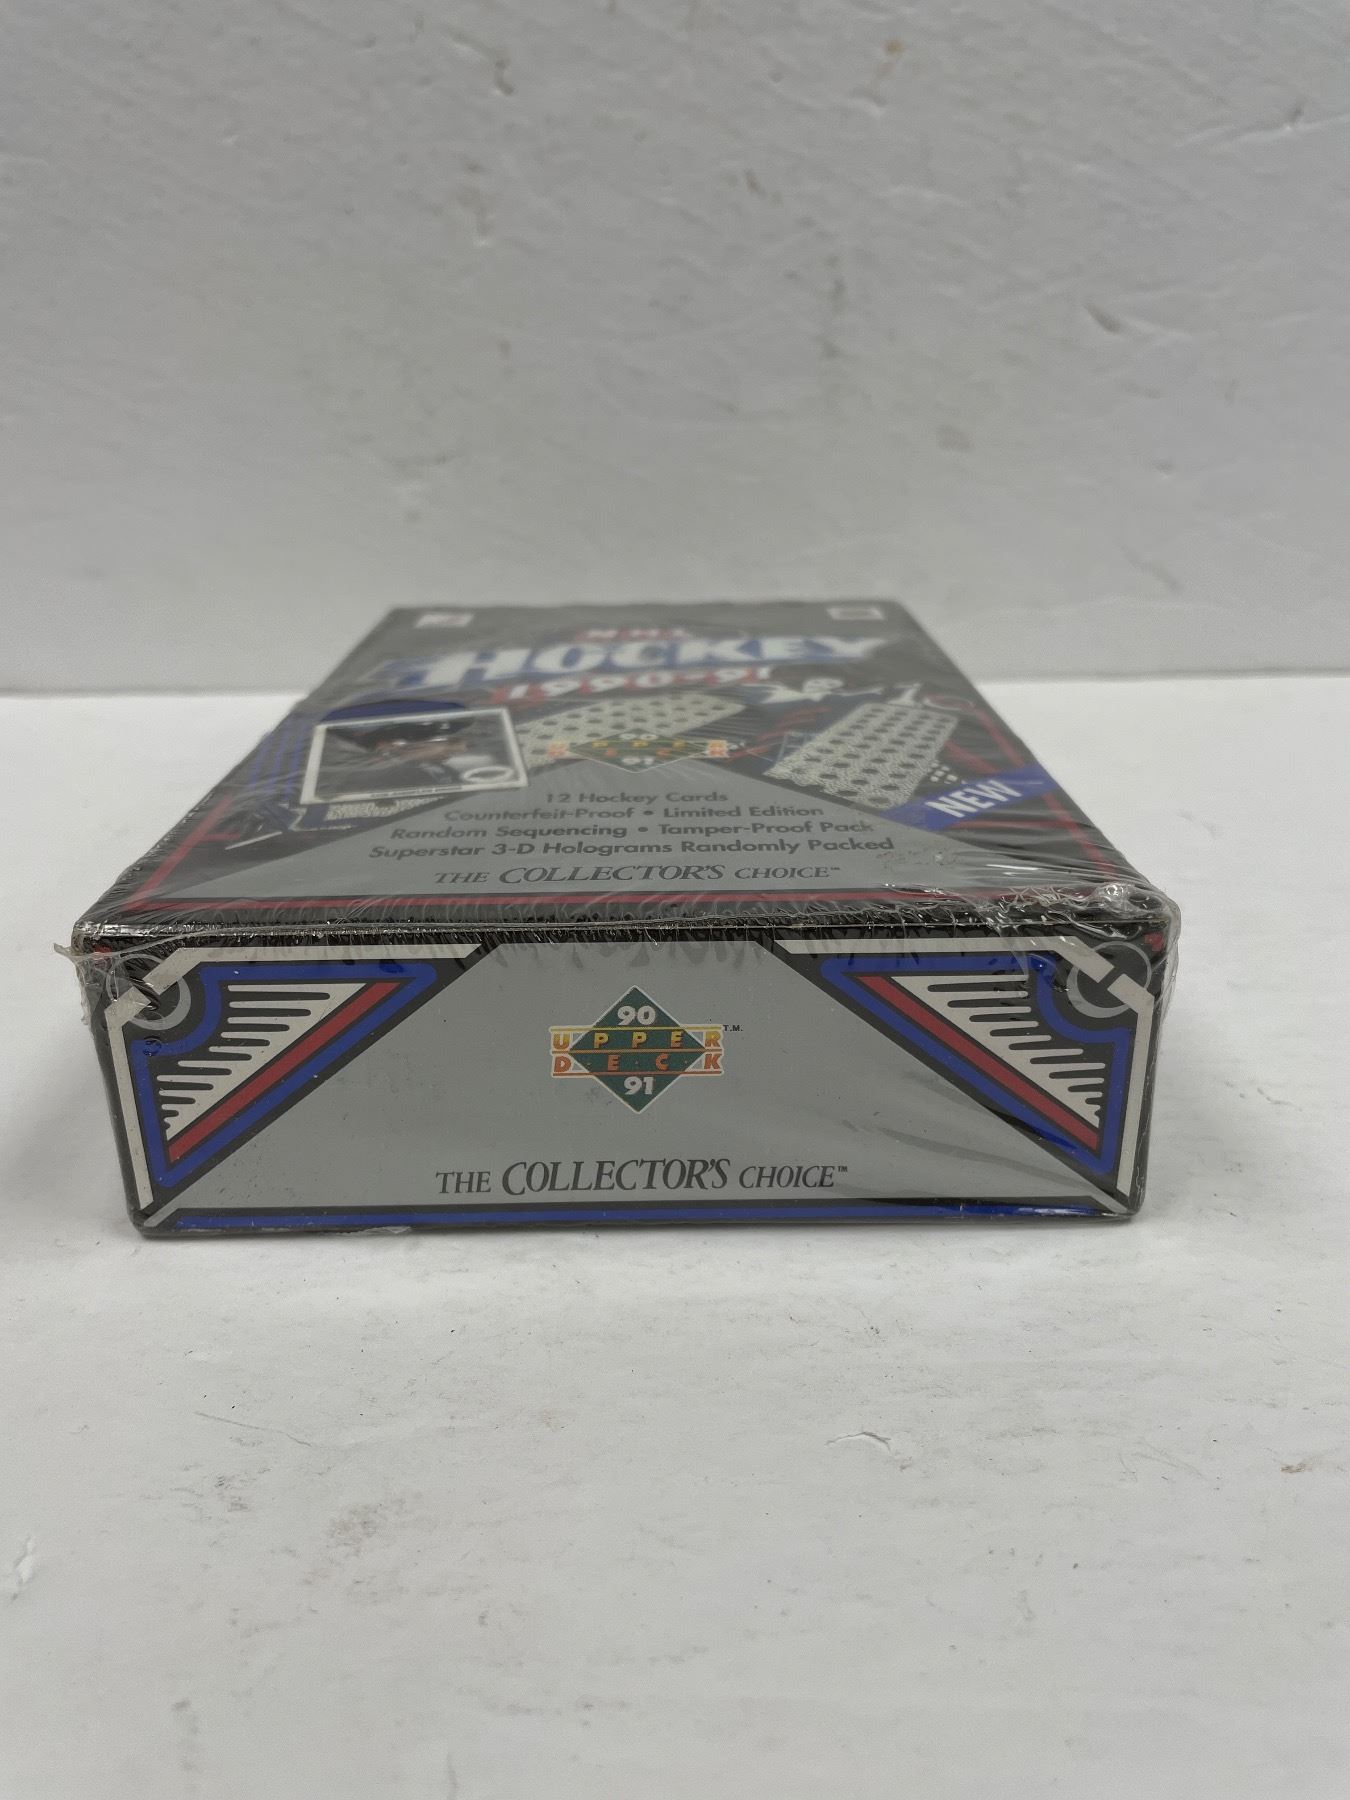 NHL
HOCKEY
1990-91
90
UPPER
DECK
91
NEW
12 Hockey Cards
Counterfeit-Proof • Limited Edition
Random Sequencing • Tamper-Proof Pack
Superstar 3-D Holograms Randomly Packed
THE COLLECTOR'S CHOICE™
90
UPPER T.M.
DECK
91
THE COLLECTOR'S CHOICE™